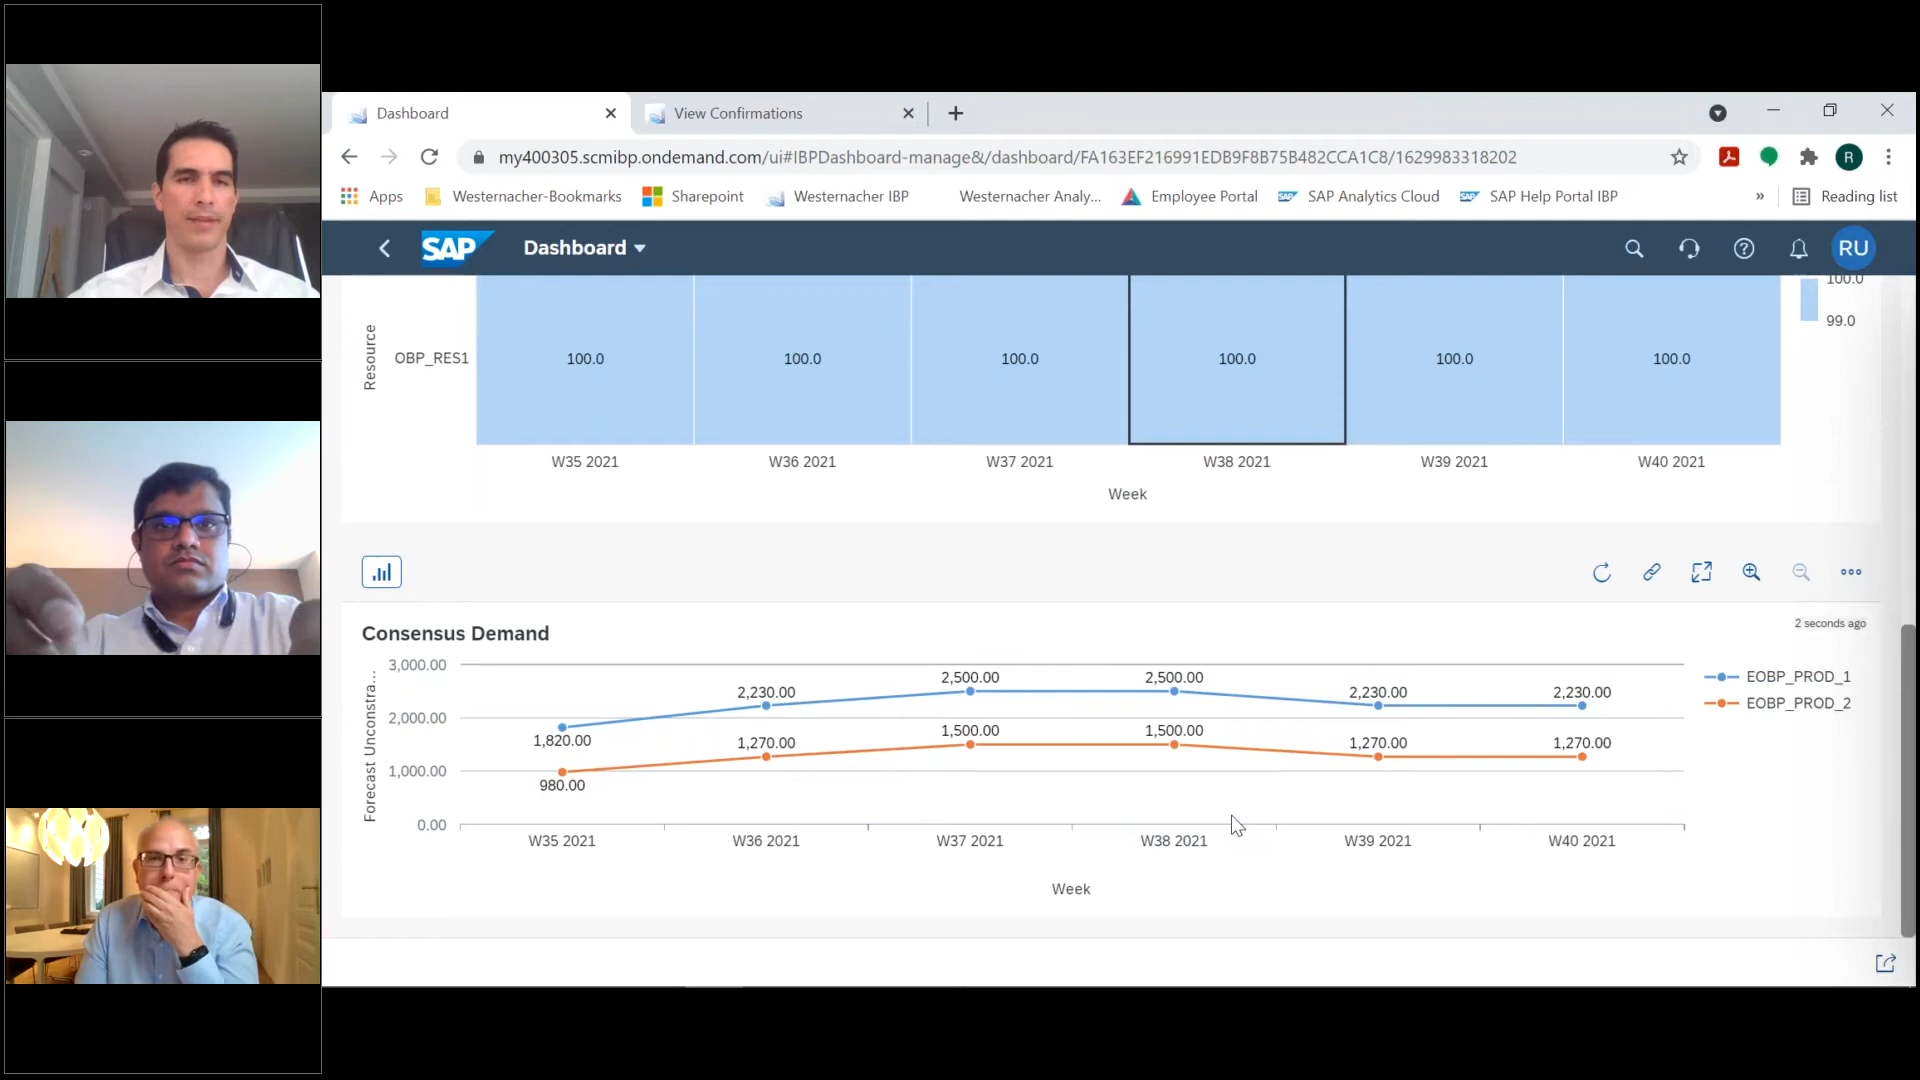 Dashboard
View Confirmations
my400305.scmibp.ondemand.com/ui#IBPDashboard-manage&/dashboard/FA163EF216991EDB9F8B75B482CCA1C8/1629983318202
R
Apps
Westernacher-Bookmarks
Sharepoint
Westernacher IBP
Westernacher Analy...
Employee Portal
SAP Analytics Cloud
SAP Help Portal IBP
»
Reading list
SAP
Dashboard
RU
100.0
99.0
Resource
OBP_RES1
100.0 100.0 100.0 100.0 100.0 100.0
W35 2021 W36 2021 W37 2021 W38 2021 W39 2021 W40 2021
Week
Consensus Demand
2 seconds ago
Forecast Unconstra...
3,000.00
2,000.00
1,000.00
0.00
1,820.00 2,230.00 2,500.00 2,500.00 2,230.00 2,230.00
980.00 1,270.00 1,500.00 1,500.00 1,270.00 1,270.00
EOBP_PROD_1
EOBP_PROD_2
W35 2021 W36 2021 W37 2021 W38 2021 W39 2021 W40 2021
Week